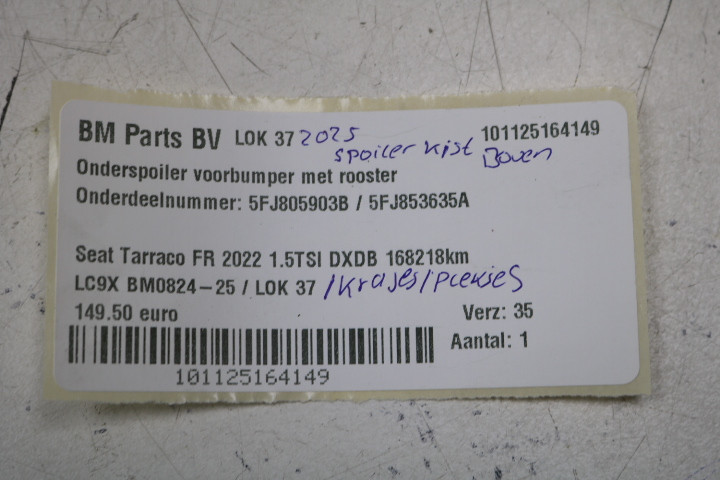 BM Parts BV LOK 37 2025 101125164149
spoiler kist Boven
Onderspoiler voorbumper met rooster
Onderdeelnummer: 5FJ805903B / 5FJ853635A
Seat Tarraco FR 2022 1.5TSI DXDB 168218km
LC9X BM0824-25 / LOK 37 /krasjes/plekjes
149.50 euro Verz: 35
Aantal: 1
101125164149